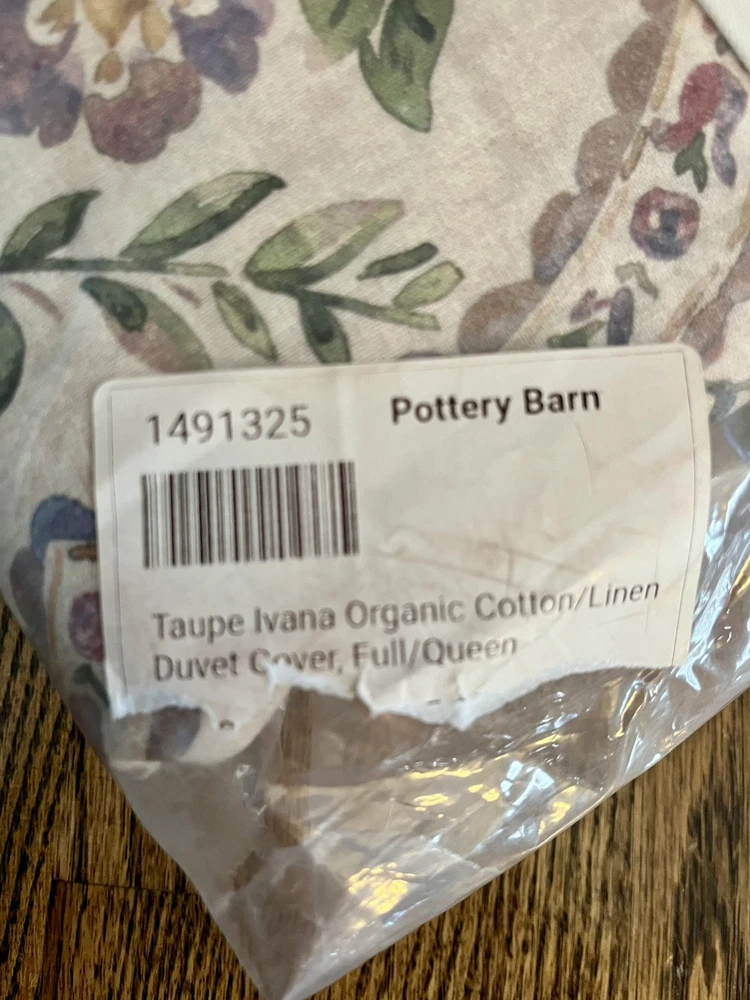 1491325
Pottery Barn
Taupe Ivana Organic Cotton/Linen
Duvet Cover, Full/Queen